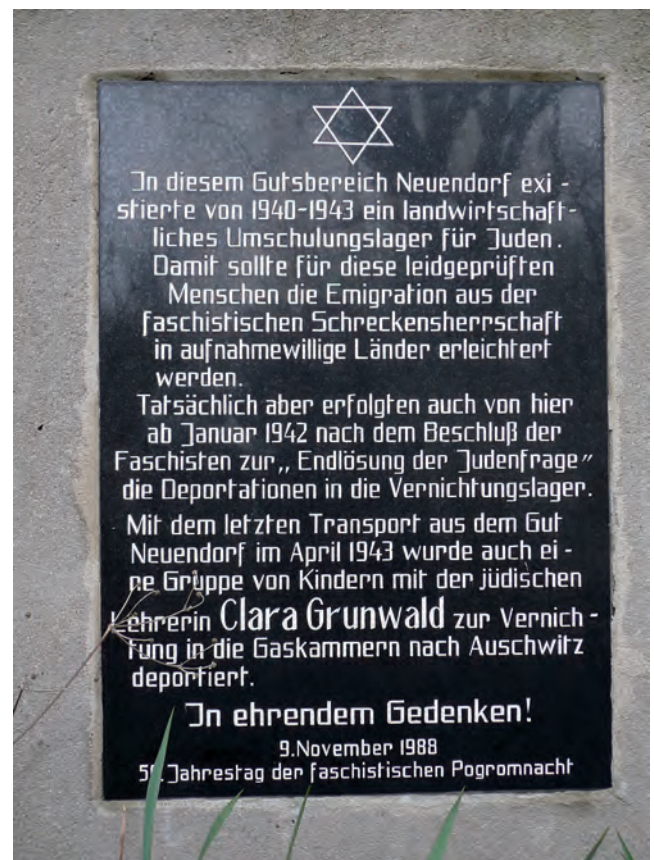 In diesem Gutsbereich Neuendorf exi -
stierte von 1940-1943 ein landwirtschaft-
liches Umschulungslager für Juden.
Damit sollte für diese leidgeprüften
Menschen die Emigration aus der
faschistischen Schreckensherrschaft
in aufnahmewillige Länder erleichtert
werden.
Tatsächlich aber erfolgten auch von hier
ab Januar 1942 nach dem Beschluß der
Faschisten zur „ Endlösung der Judenfrage"
die Deportationen in die Vernichtungslager.
Mit dem letzten Transport aus dem Gut
Neuendorf im April 1943 wurde auch ei -
ne Gruppe von Kindern mit der jüdischen
Lehrerin Clara Grunwald zur Vernich -
tung in die Gaskammern nach Auschwitz
deportiert.
In ehrendem Gedenken!
9.November 1988
50. Jahrestag der faschistischen Pogromnacht